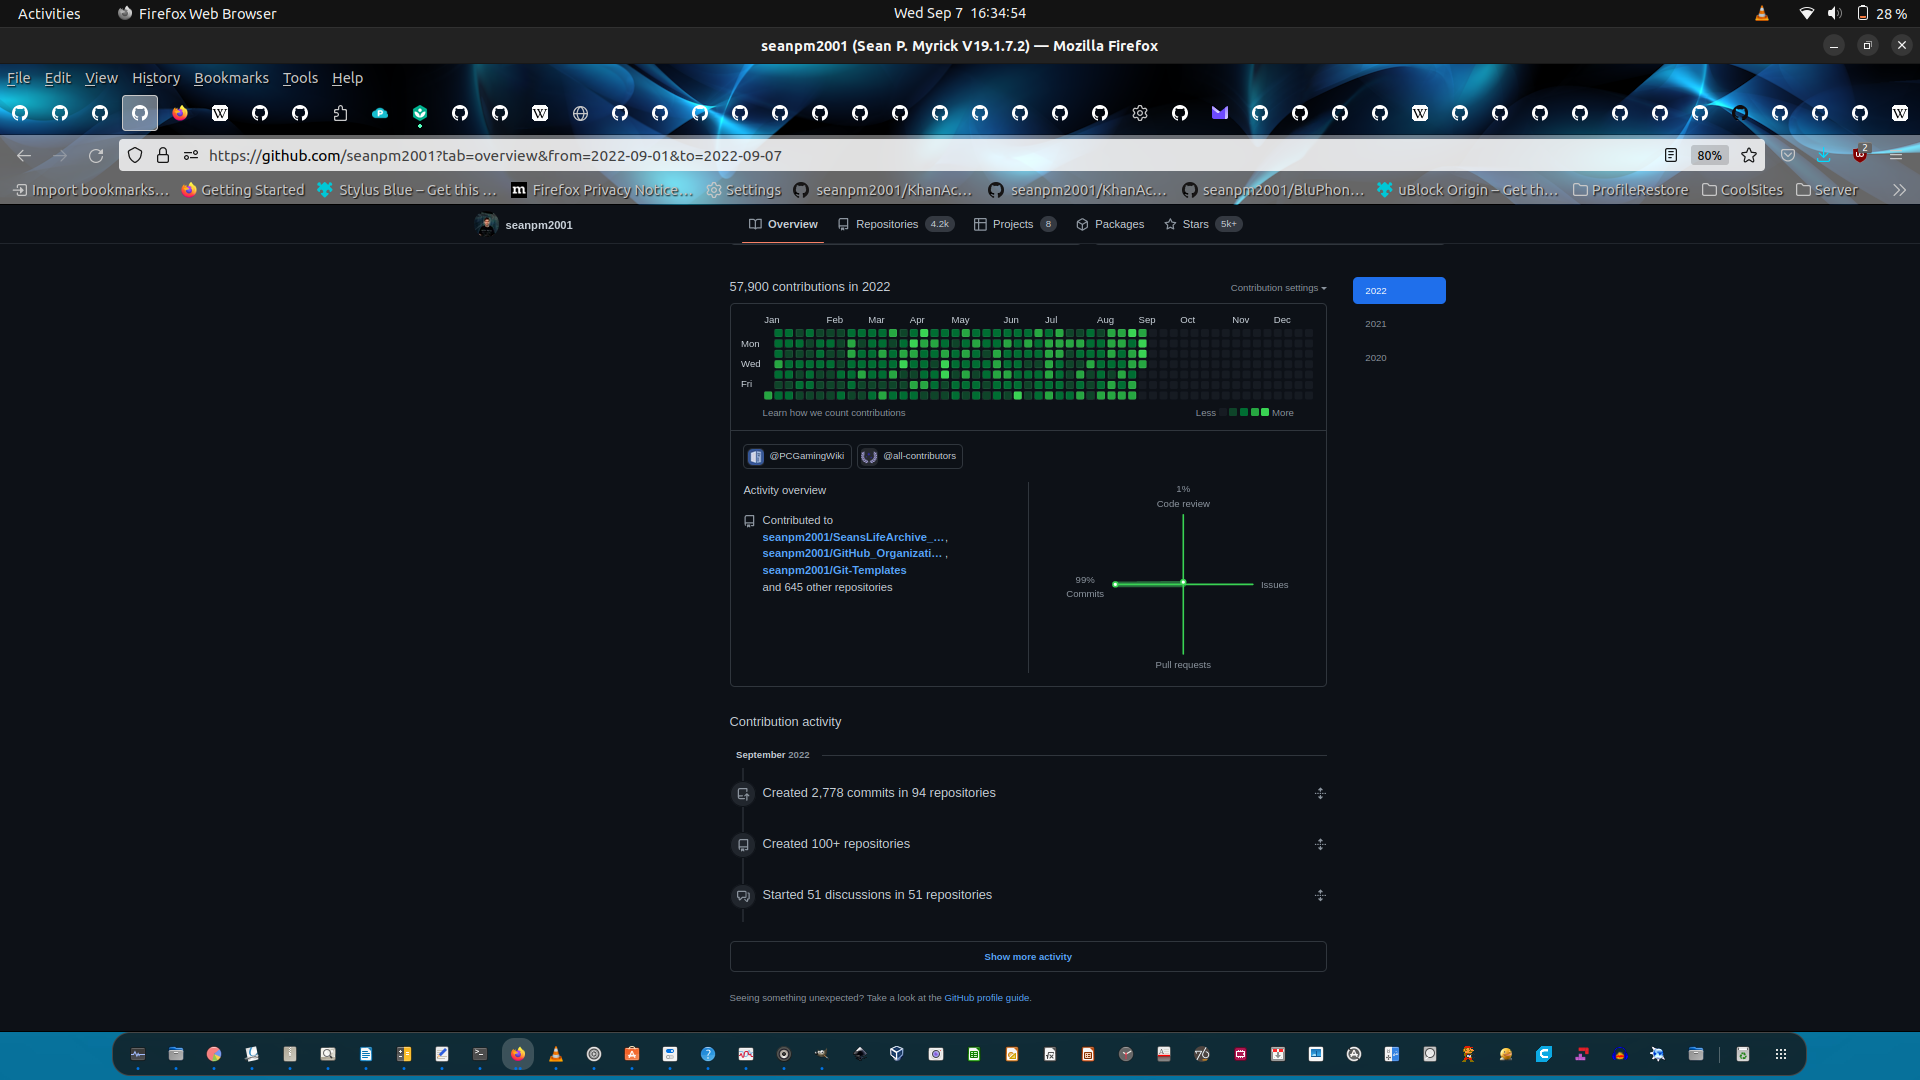 Activities
Firefox Web Browser
Wed Sep 7 16:34:54
28 %
seanpm2001 (Sean P. Myrick V19.1.7.2) — Mozilla Firefox
File Edit View History Bookmarks Tools Help
https://github.com/seanpm2001?tab=overview&from=2022-09-01&to=2022-09-07
80%
2
Import bookmarks… Getting Started Stylus Blue – Get this … Firefox Privacy Notice… Settings seanpm2001/KhanAc… seanpm2001/KhanAc… seanpm2001/BluPhon… uBlock Origin – Get th… ProfileRestore CoolSites Server
seanpm2001
Overview Repositories 4.2k Projects 8 Packages Stars 5k+
57,900 contributions in 2022
Contribution settings
2022
2021
2020
Jan Feb Mar Apr May Jun Jul Aug Sep Oct Nov Dec
Mon
Wed
Fri
Learn how we count contributions
Less More
@PCGamingWiki
@all-contributors
Activity overview
Contributed to
seanpm2001/SeansLifeArchive_…,
seanpm2001/GitHub_Organizati… ,
seanpm2001/Git-Templates
and 645 other repositories
1%
Code review
99%
Commits
Issues
Pull requests
Contribution activity
September 2022
Created 2,778 commits in 94 repositories
Created 100+ repositories
Started 51 discussions in 51 repositories
Show more activity
Seeing something unexpected? Take a look at the GitHub profile guide.
76